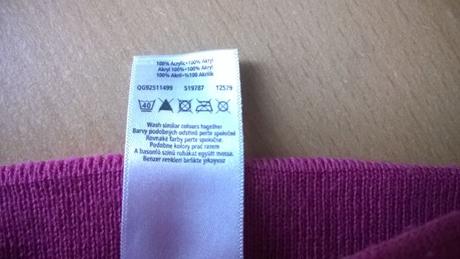 100% Acrylic•100% Akryl
Akryl 100%•100% Akryl
100% Akril•%100 Akrilik
QG92511499 519787 12579
40
Wash similar colours together
Barvy podobných odstínů perte společně
Rovnaké farby perte spoločne
Podobne kolory prać razem
A hasonló színű ruhákat együtt mossa.
Benzer renkleri birlikte yıkayınız